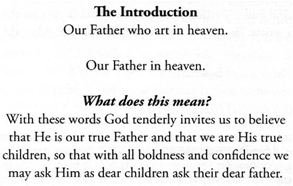 The Introduction
Our Father who art in heaven.
Our Father in heaven.
What does this mean?
With these words God tenderly invites us to believe
that He is our true Father and that we are His true
children, so that with all boldness and confidence we
may ask Him as dear children ask their dear father.